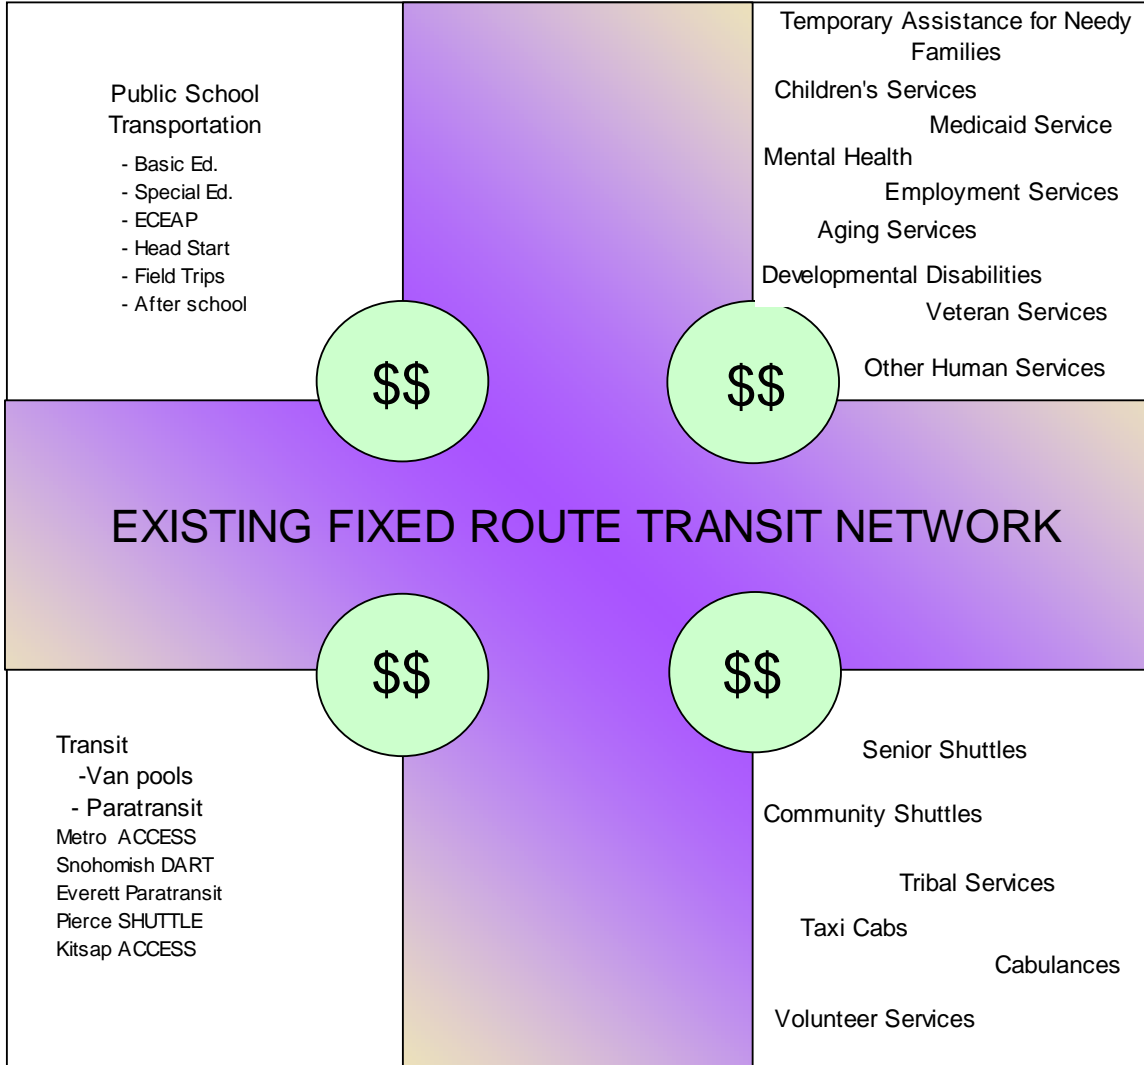 Public School
Transportation
- Basic Ed.
- Special Ed.
- ECEAP
- Head Start
- Field Trips
- After school
Temporary Assistance for Needy
Families
Children's Services
Medicaid Service
Mental Health
Employment Services
Aging Services
Developmental Disabilities
Veteran Services
Other Human Services
$$
$$
EXISTING FIXED ROUTE TRANSIT NETWORK
$$
$$
Transit
-Van pools
- Paratransit
Metro ACCESS
Snohomish DART
Everett Paratransit
Pierce SHUTTLE
Kitsap ACCESS
Senior Shuttles
Community Shuttles
Tribal Services
Taxi Cabs
Cabulances
Volunteer Services